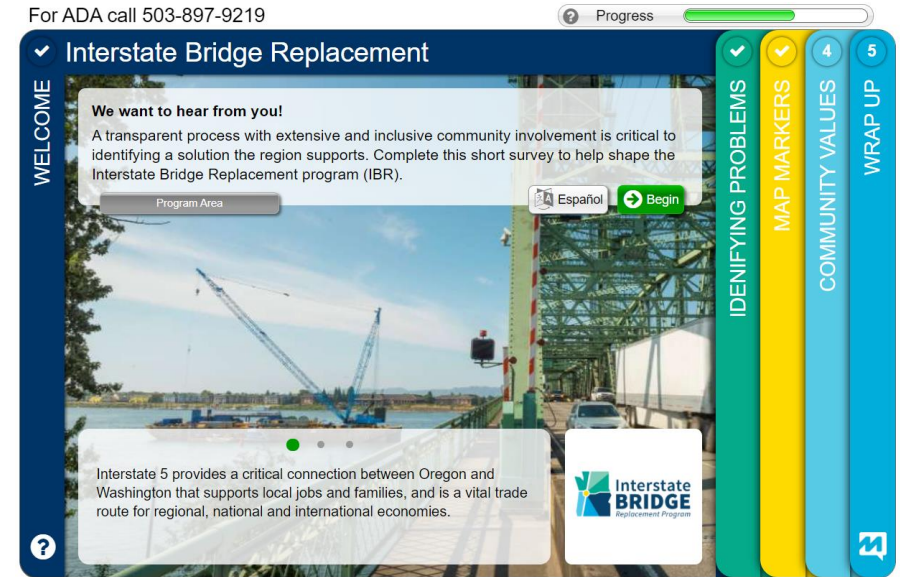 For ADA call 503-897-9219
Progress
Interstate Bridge Replacement
WELCOME
We want to hear from you!
A transparent process with extensive and inclusive community involvement is critical to
identifying a solution the region supports. Complete this short survey to help shape the
Interstate Bridge Replacement program (IBR).
Program Area
Español
Begin
Interstate 5 provides a critical connection between Oregon and
Washington that supports local jobs and families, and is a vital trade
route for regional, national and international economies.
Interstate
BRIDGE
Replacement Program
IDENIFYING PROBLEMS
MAP MARKERS
4
COMMUNITY VALUES
5
WRAP UP